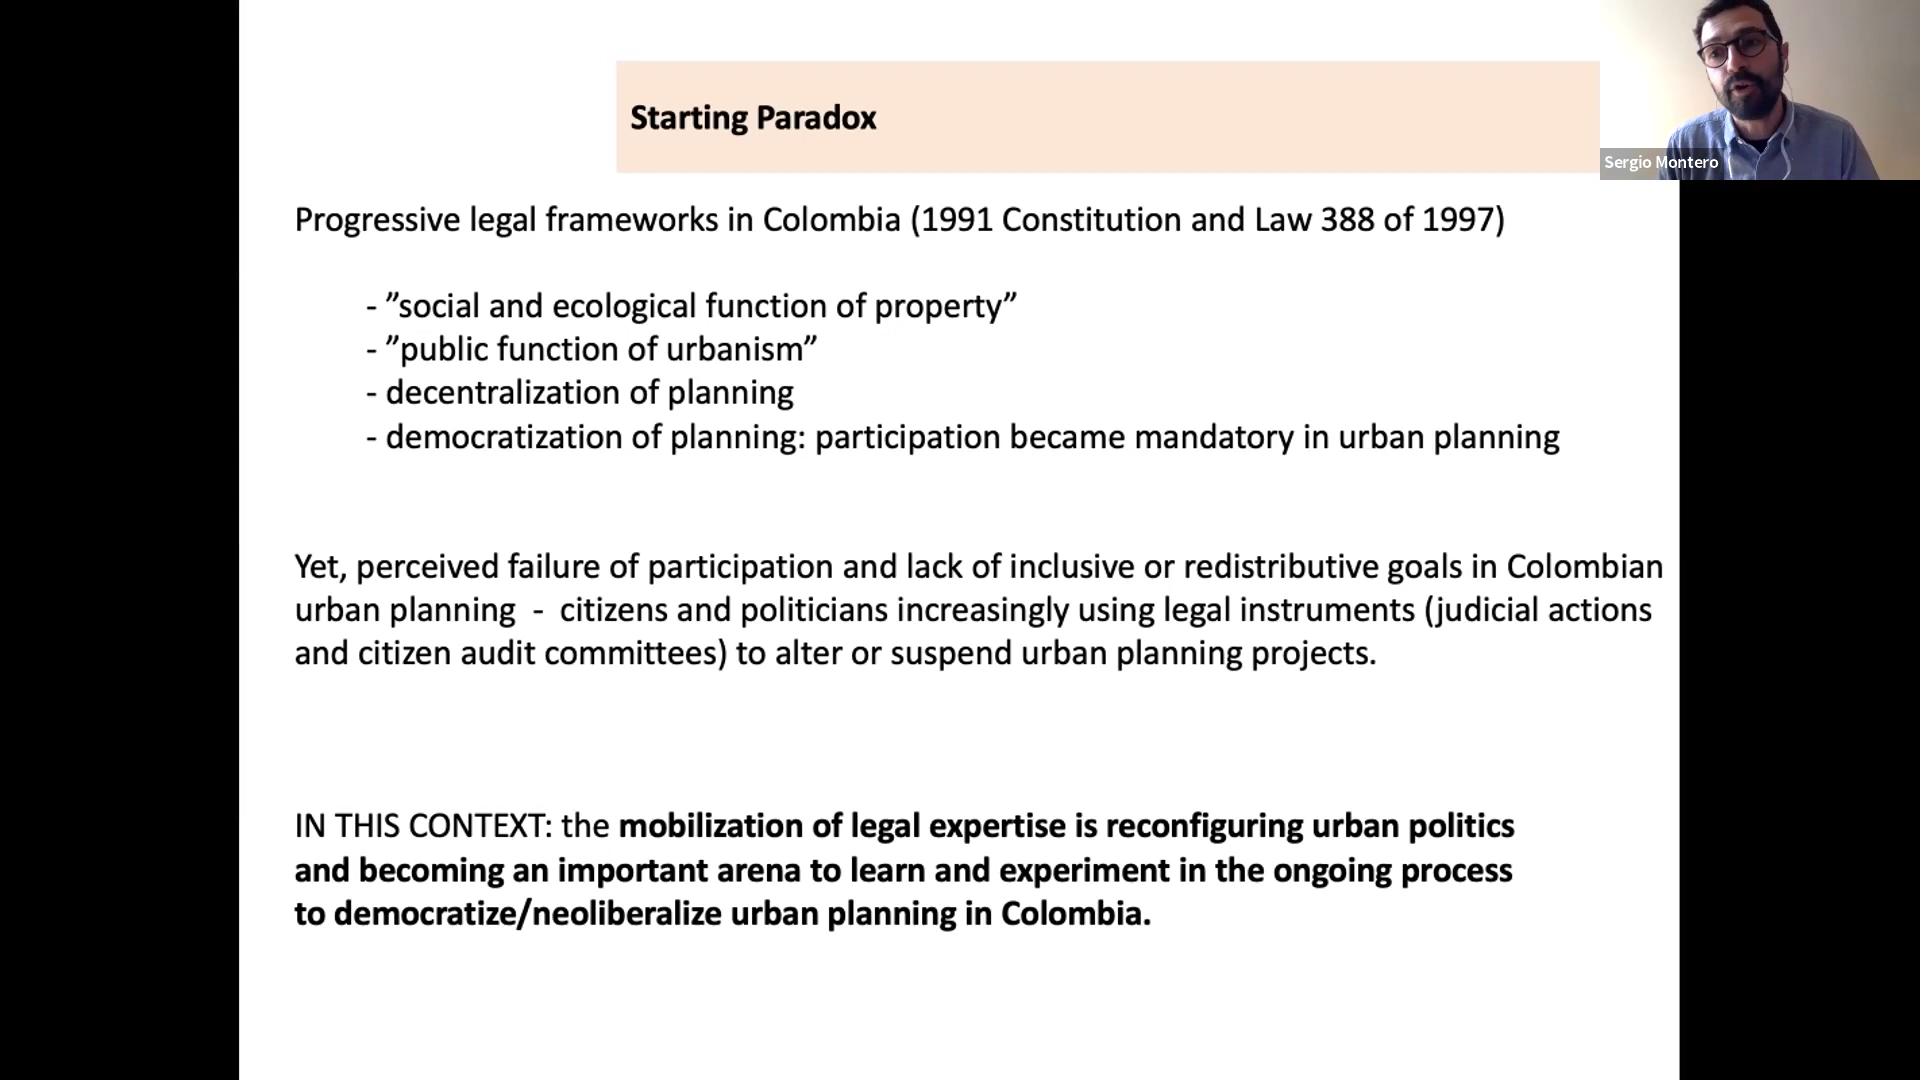 Starting Paradox
Sergio Montero
Progressive legal frameworks in Colombia (1991 Constitution and Law 388 of 1997)
- ”social and ecological function of property”
- ”public function of urbanism”
- decentralization of planning
- democratization of planning: participation became mandatory in urban planning
Yet, perceived failure of participation and lack of inclusive or redistributive goals in Colombian
urban planning - citizens and politicians increasingly using legal instruments (judicial actions
and citizen audit committees) to alter or suspend urban planning projects.
IN THIS CONTEXT: the mobilization of legal expertise is reconfiguring urban politics
and becoming an important arena to learn and experiment in the ongoing process
to democratize/neoliberalize urban planning in Colombia.